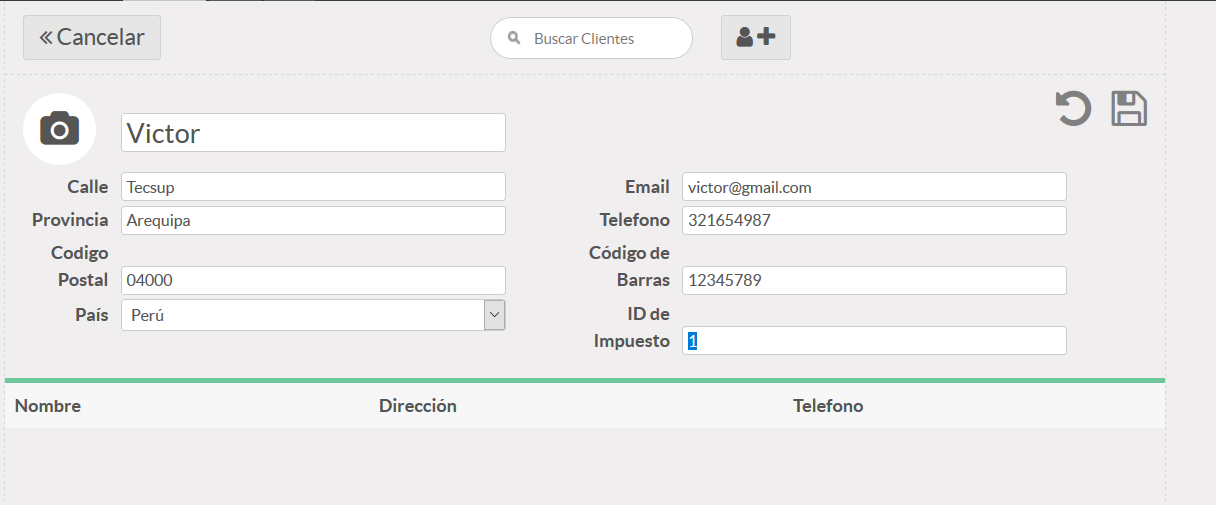 Cancelar
Buscar Clientes
Victor
Calle Tecsup
Email victor@gmail.com
Provincia Arequipa
Telefono 321654987
Codigo
Postal 04000
Código de
Barras 12345789
País Perú
ID de
Impuesto 1
Nombre Dirección Telefono